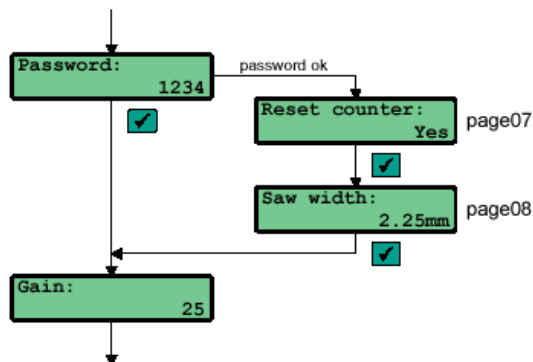 Password:
1234
password ok
Reset counter:
Yes
page07
Saw width:
2.25mm
page08
Gain:
25